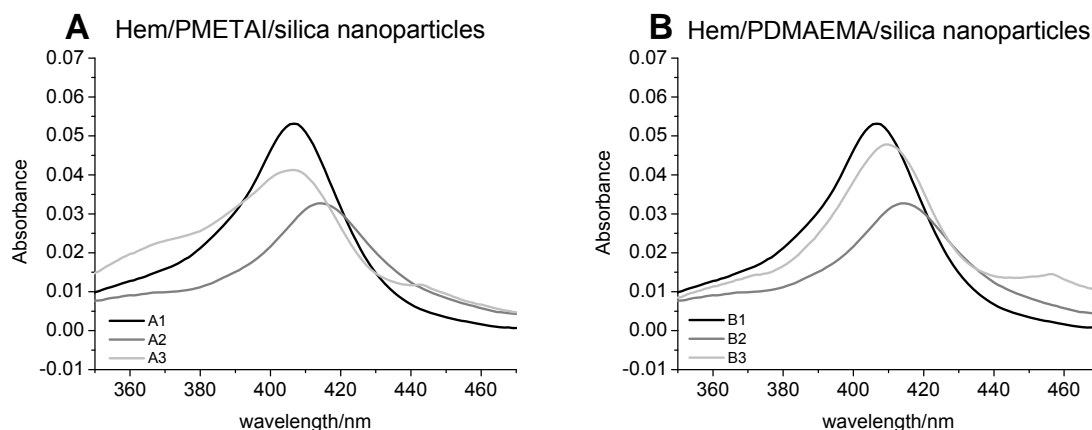 A Hem/PMETAI/silica nanoparticles
0.07
0.06
0.05
0.04
0.03
0.02
0.01
0.00
-0.01
Absorbance
A1
A2
A3
360 380 400 420 440 460
wavelength/nm
B Hem/PDMAEMA/silica nanoparticles
0.07
0.06
0.05
0.04
0.03
0.02
0.01
0.00
-0.01
Absorbance
B1
B2
B3
360 380 400 420 440 460
wavelength/nm